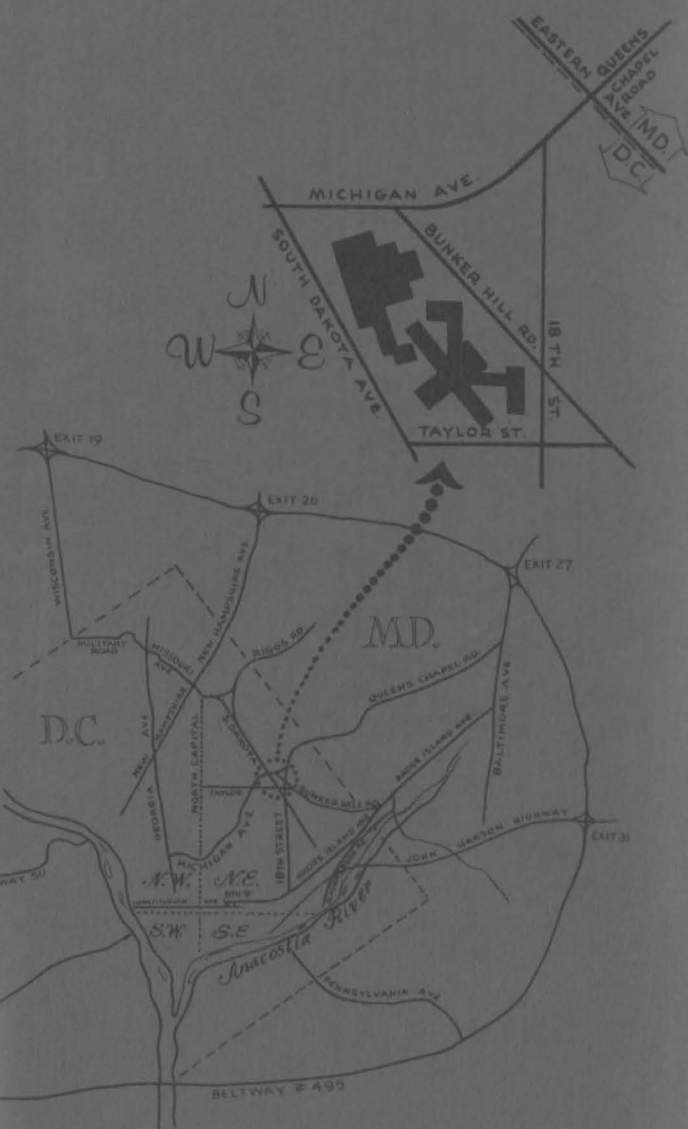 EASTERN AVE
QUEENS CHAPEL ROAD
M.D.
D.C.
MICHIGAN AVE.
SOUTH DAKOTA AVE.
BUNKER HILL RD.
18TH ST.
TAYLOR ST.
N
W E
S
EXIT 19
EXIT 20
EXIT 27
WISCONSIN AVE.
NEW HAMPSHIRE AVE
MILITARY ROAD
MISSOURI AVE
RIGGS RD.
M.D.
QUEENS CHAPEL RD.
D.C.
GEORGIA AVE
NEW HAMPSHIRE
NORTH CAPITAL
S. DAKOTA
TAYLOR
BUNKER HILL RD
RHODE ISLAND AVE
BALTIMORE AVE
MICHIGAN AVE
18TH STREET
RHODE ISLAND AVE
JOHN HANSON HIGHWAY
EXIT 31
WAY 50
N.W. N.E.
S.W. S.E
Anacostia River
PENNSYLVANIA AVE
BELTWAY # 495